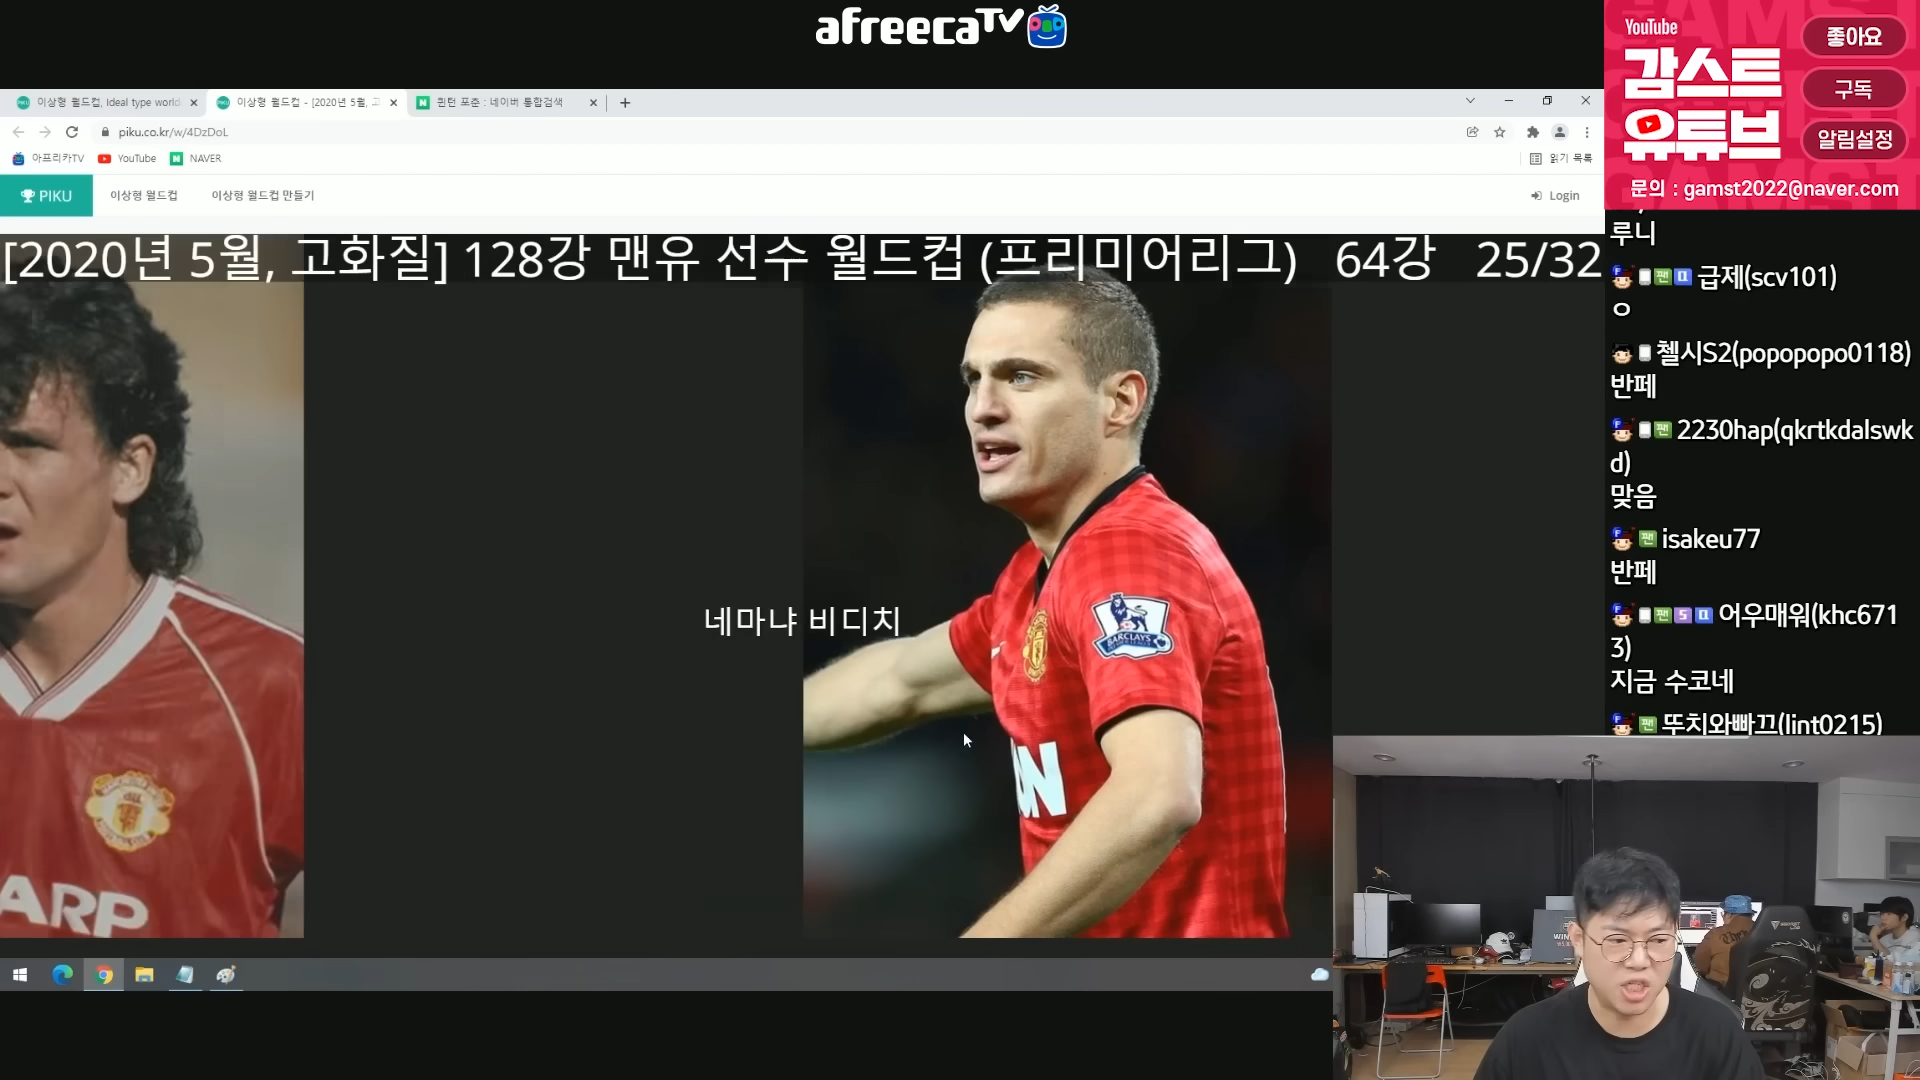 afreecaTV
이상형 월드컵, Ideal type world
이상형 월드컵 - [2020년 5월, 고
퀸턴 포춘 : 네이버 통합검색
piku.co.kr/w/4DzDoL
아프리카TV
YouTube
NAVER
읽기 목록
PIKU
이상형 월드컵
이상형 월드컵 만들기
Login
[2020년 5월, 고화질] 128강 맨유 선수 월드컵 (프리미어리그) 64강 25/32
네마냐 비디치
BARCLAYS
ARP
ON
YouTube
감스트
유튜브
좋아요
구독
알림설정
문의 : gamst2022@naver.com
루니
급제(scv101)
ㅇ
첼시S2(popopopo0118)
반페
2230hap(qkrtkdalswk
d)
맞음
isakeu77
반페
어우매워(khc671
3)
지금 수코네
뚜치와빠끄(lint0215)